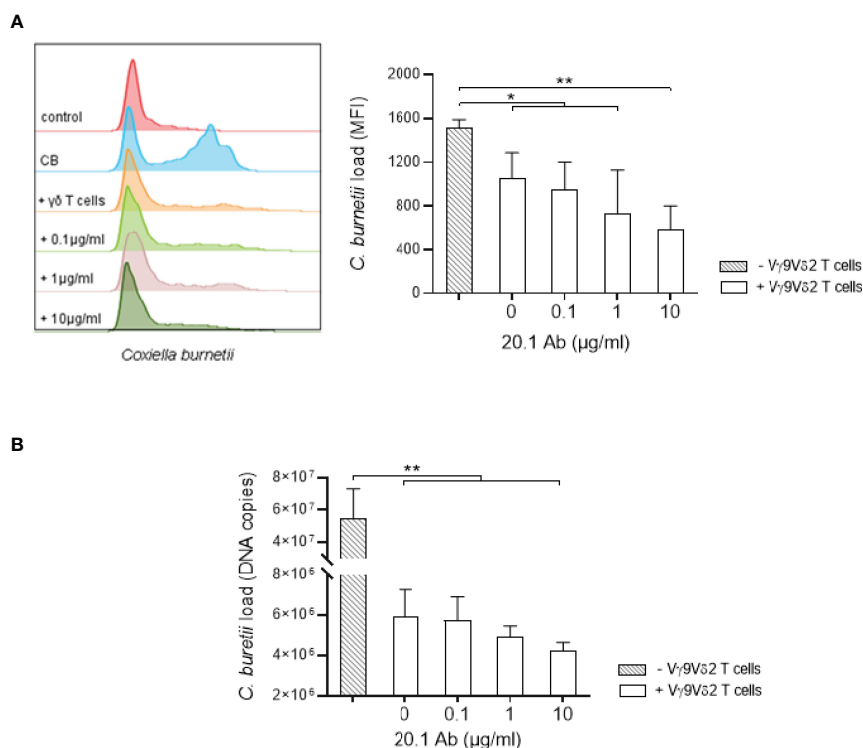 A
control
CB
+ γδ T cells
+ 0.1µg/ml
+ 1µg/ml
+ 10µg/ml
Coxiella burnetii
C. burnetii load (MFI)
2000
1600
1200
800
400
0
**
*
0 0.1 1 10
20.1 Ab (µg/ml)
- Vγ9Vδ2 T cells
+ Vγ9Vδ2 T cells
B
C. buretii load (DNA copies)
8×10⁷
6×10⁷
4×10⁷
8×10⁶
6×10⁶
4×10⁶
2×10⁶
**
0 0.1 1 10
20.1 Ab (µg/ml)
- Vγ9Vδ2 T cells
+ Vγ9Vδ2 T cells